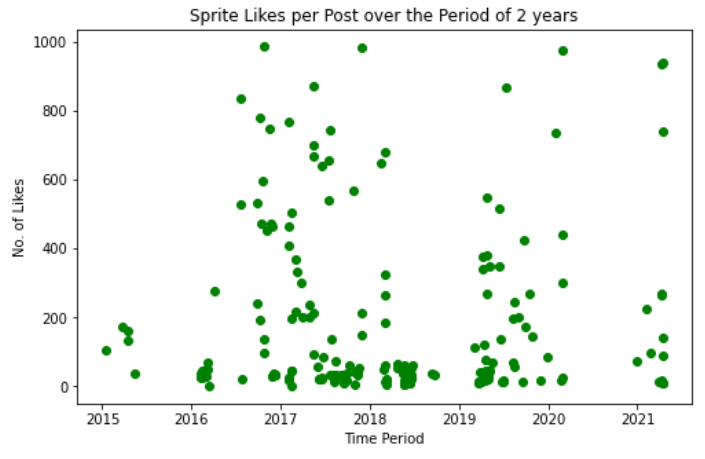 Sprite Likes per Post over the Period of 2 years
No. of Likes
1000
800
600
400
200
0
2015 2016 2017 2018 2019 2020 2021
Time Period